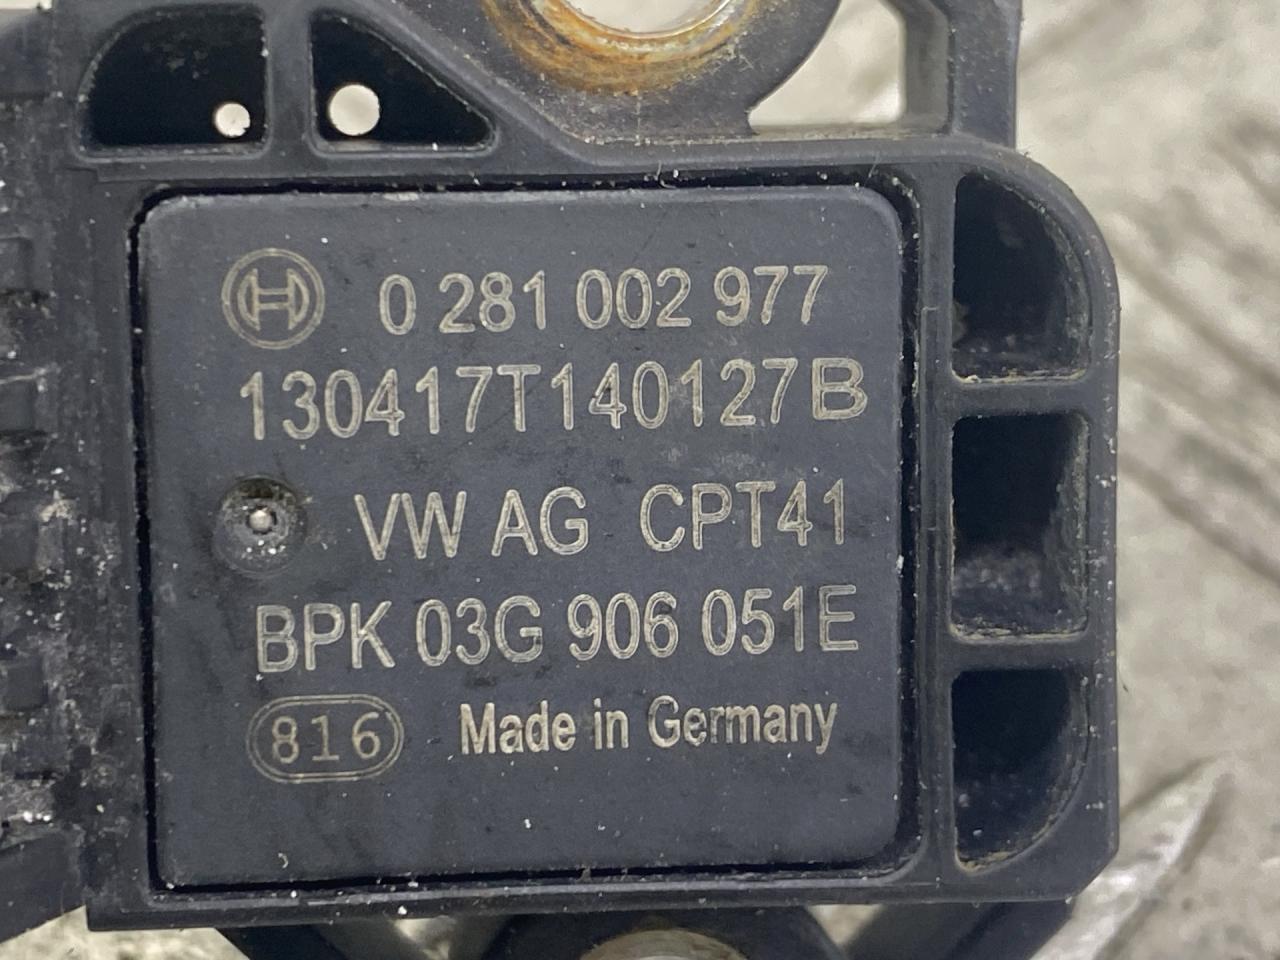 0 281 002 977
130417T140127B
VW AG CPT41
BPK 03G 906 051E
816 Made in Germany